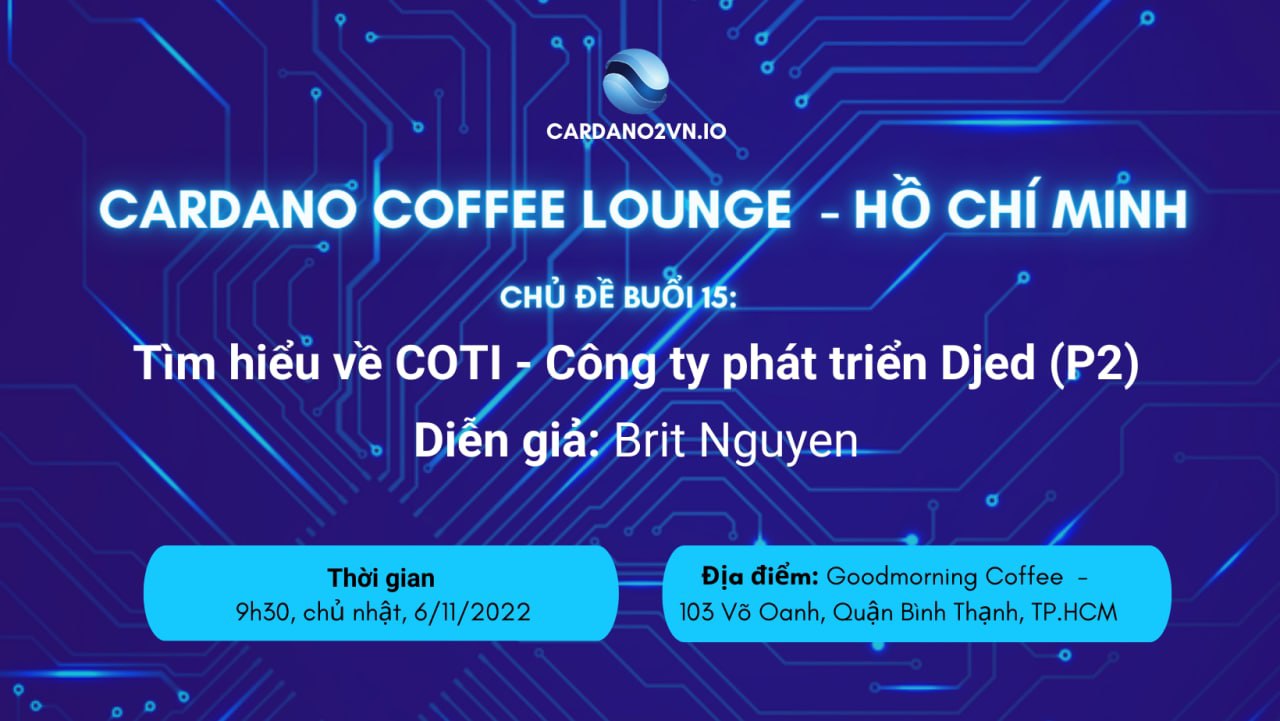 CARDANO2VN.IO
CARDANO COFFEE LOUNGE - HỒ CHÍ MINH
CHỦ ĐỀ BUỔI 15:
Tìm hiểu về COTI - Công ty phát triển Djed (P2)
Diễn giả: Brit Nguyen
Thời gian
9h30, chủ nhật, 6/11/2022
Địa điểm: Goodmorning Coffee -
103 Võ Oanh, Quận Bình Thạnh, TP.HCM